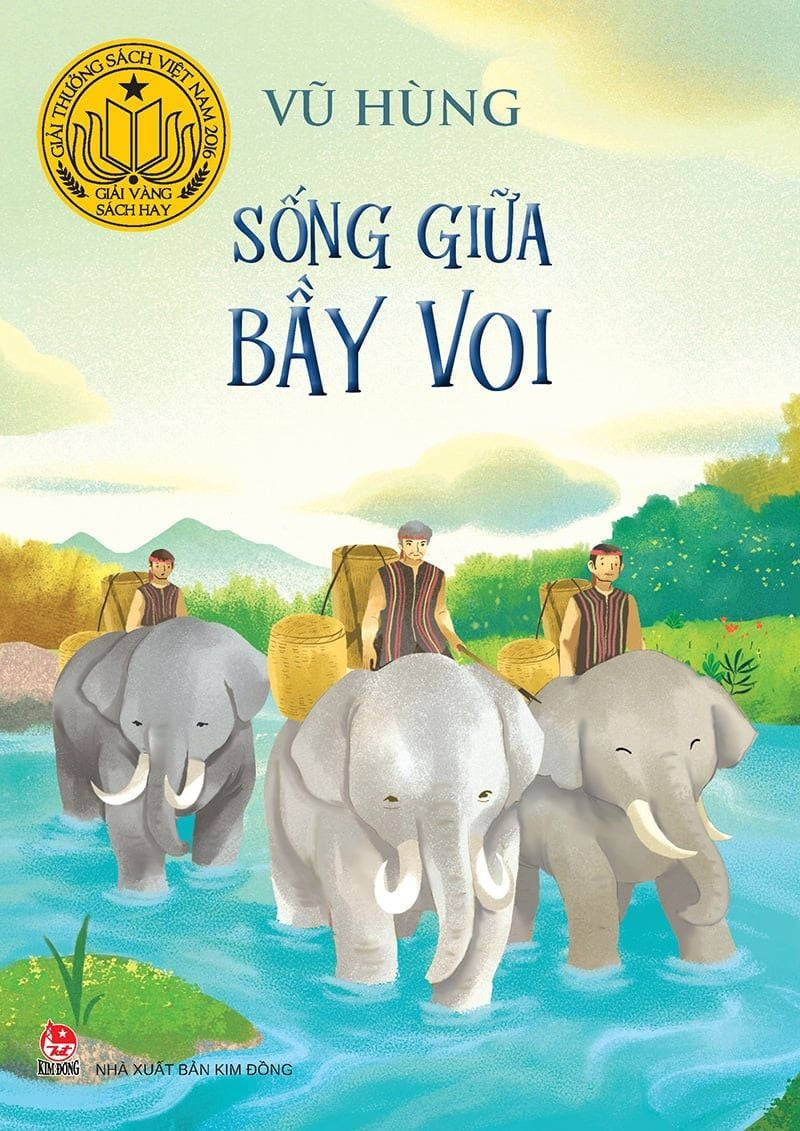 GIẢI THƯỞNG SÁCH VIỆT NAM 2016
GIẢI VÀNG
SÁCH HAY
VŨ HÙNG
SỐNG GIỮA
BẦY VOI
KIM ĐỒNG
NHÀ XUẤT BẢN KIM ĐỒNG